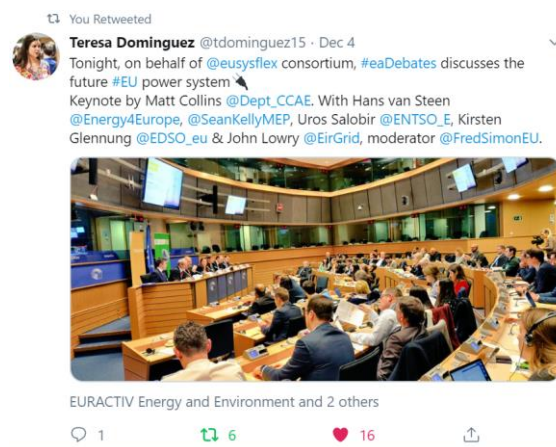 You Retweeted
Teresa Dominguez @tdominguez15 · Dec 4
Tonight, on behalf of @eusysflex consortium, #eaDebates discusses the
future #EU power system
Keynote by Matt Collins @Dept_CCAE. With Hans van Steen
@Energy4Europe, @SeanKellyMEP, Uros Salobir @ENTSO_E, Kirsten
Glennung @EDSO_eu & John Lowry @EirGrid, moderator @FredSimonEU.
EURACTIV Energy and Environment and 2 others
1 6 16